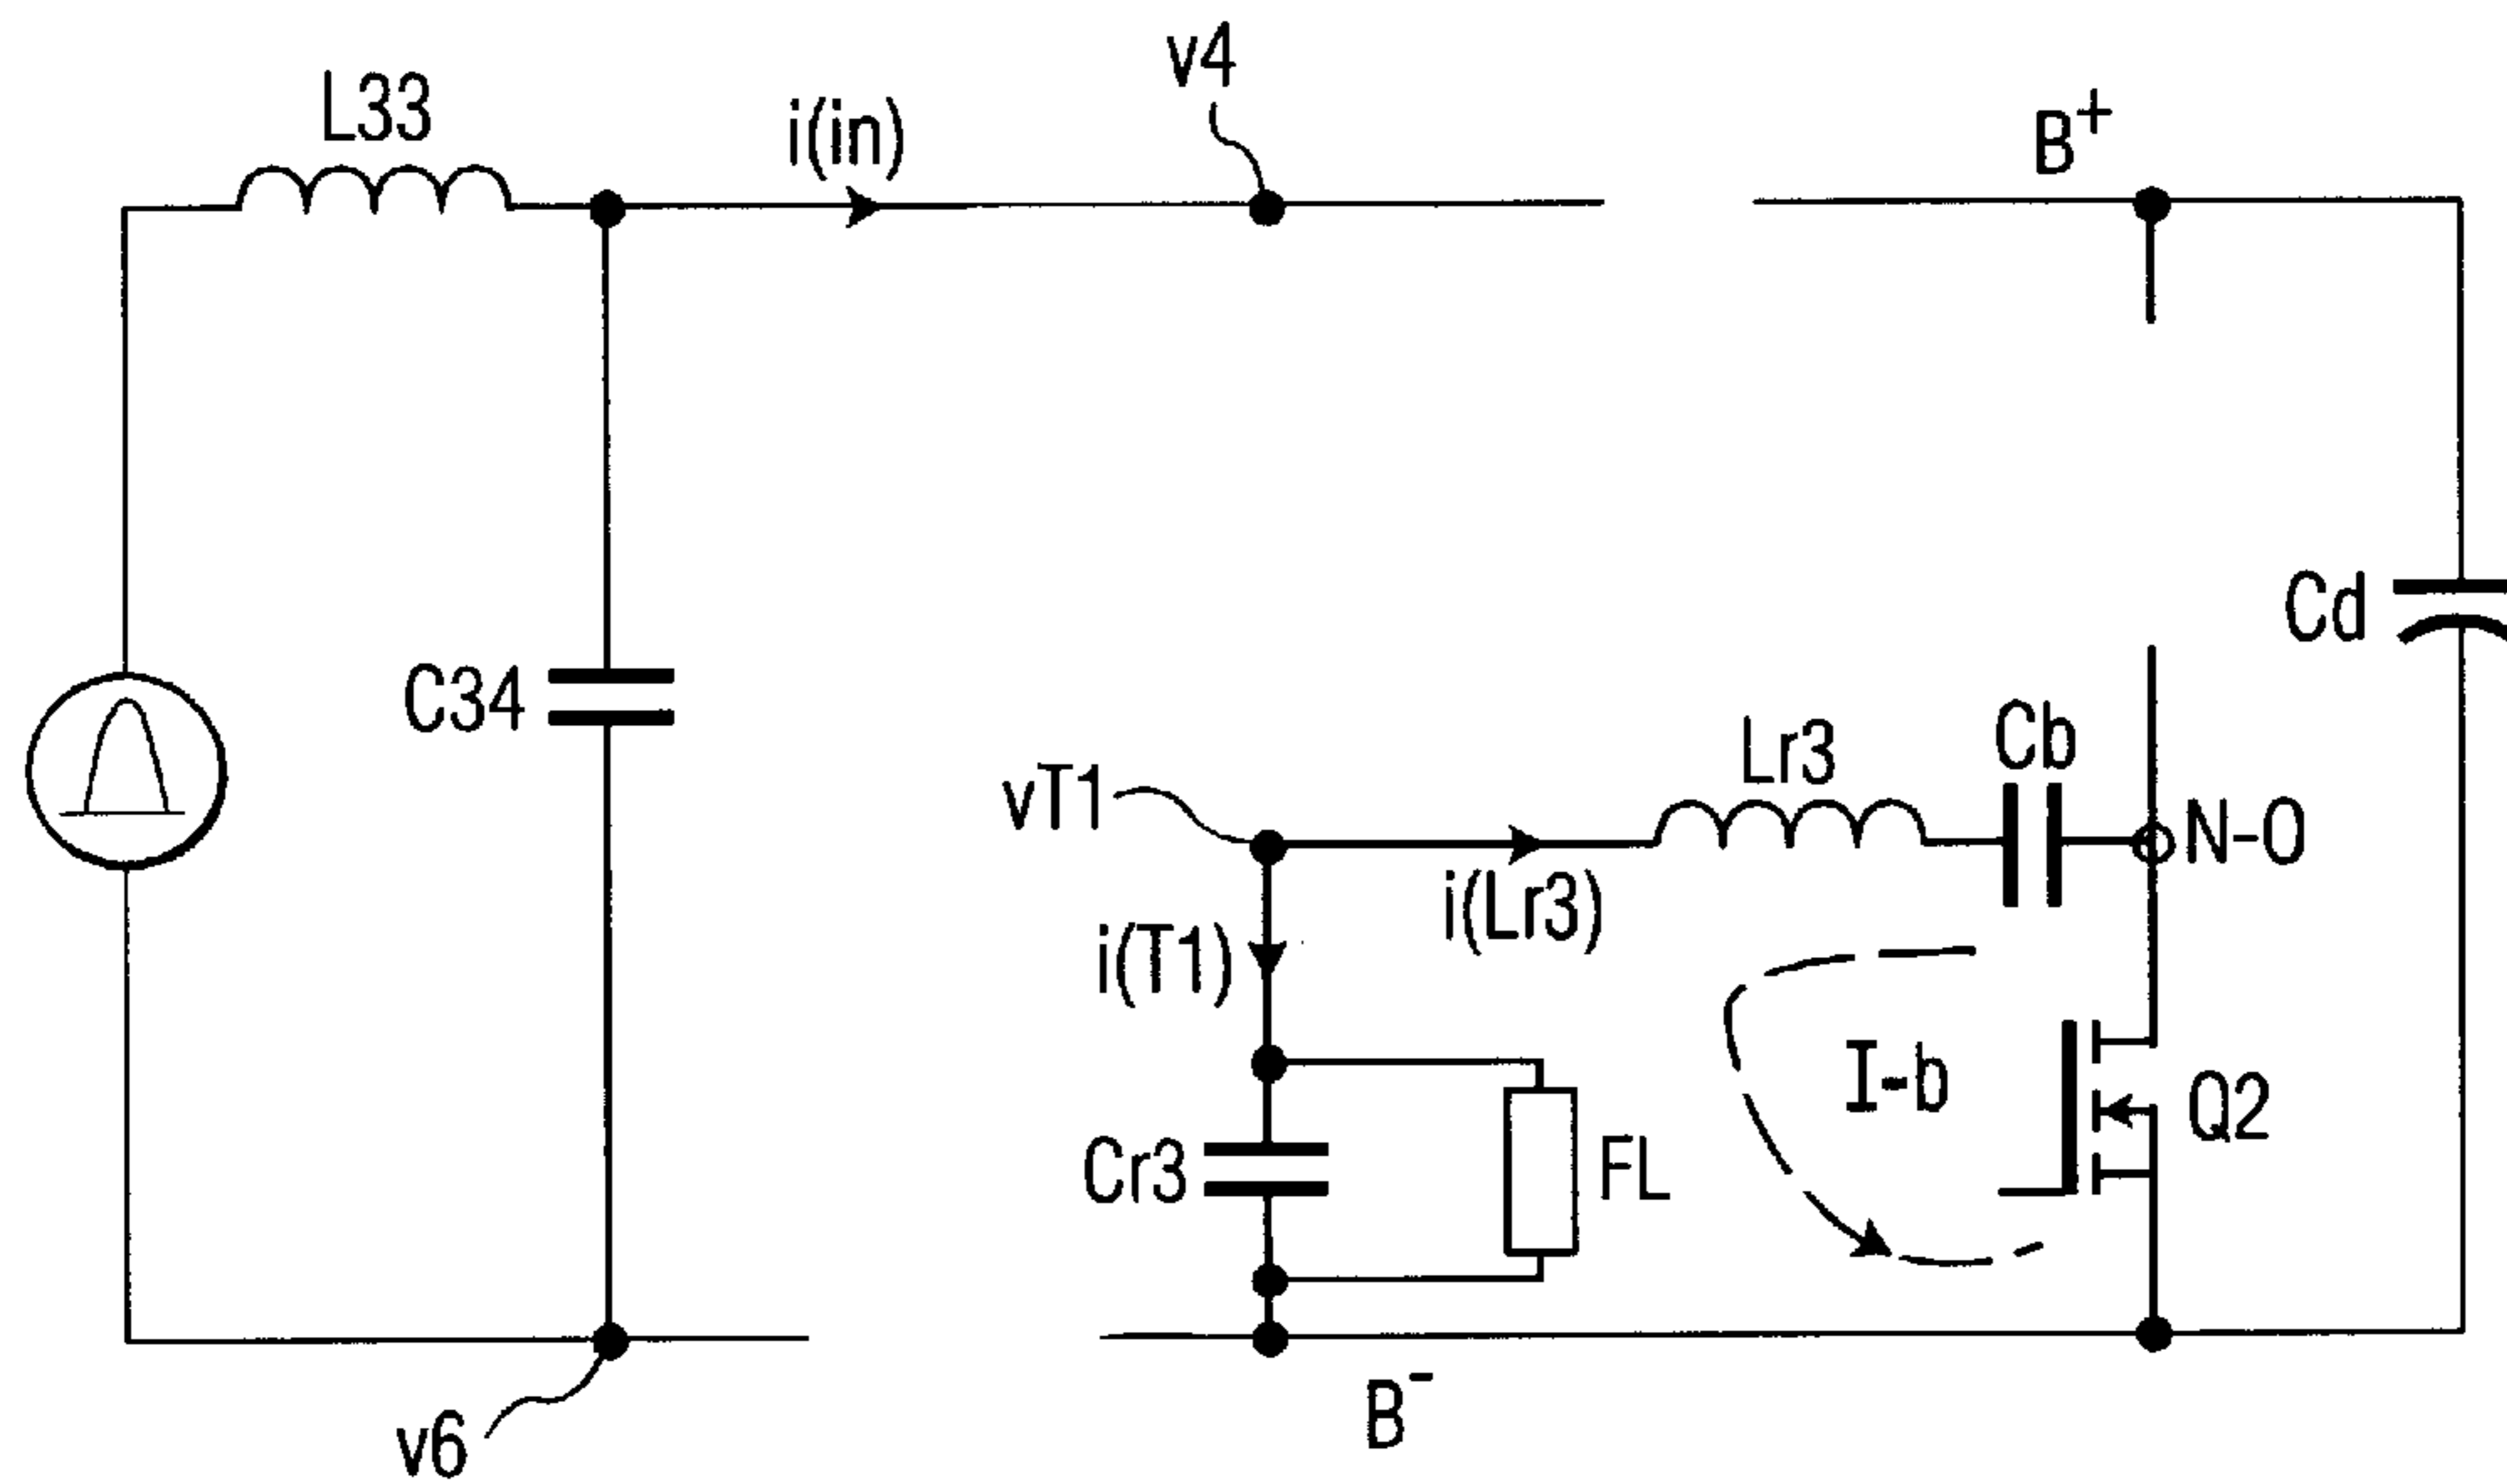 v4
L33
i(in)
B+
Cd
C34
Lr3
Cb
vT1
N-O
i(Lr3)
i(T1)
I-b
Q2
Cr3
FL
B-
v6